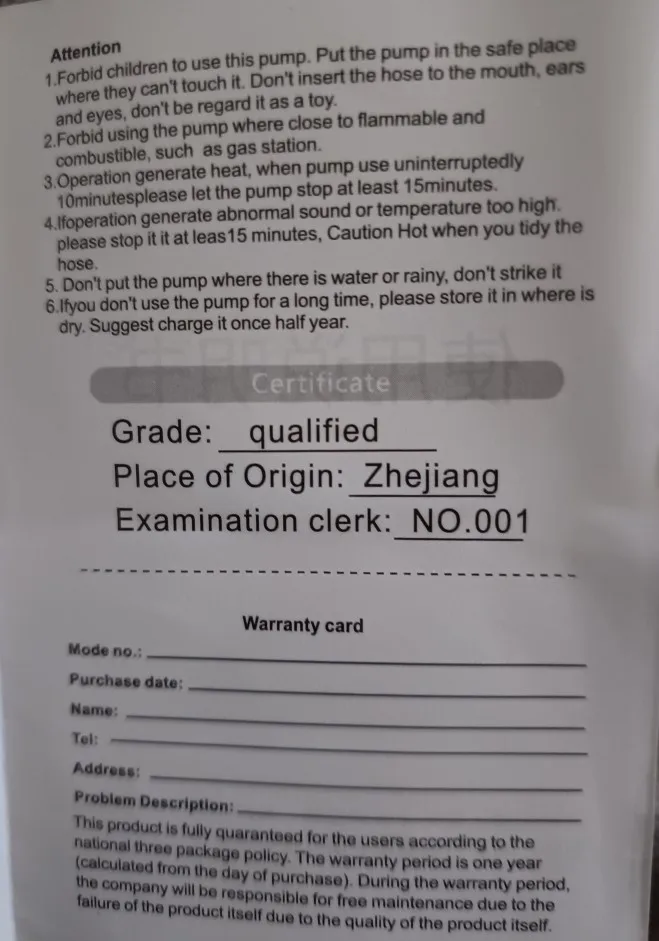 Attention
1.Forbid children to use this pump. Put the pump in the safe place
where they can't touch it. Don't insert the hose to the mouth, ears
and eyes, don't be regard it as a toy.
2.Forbid using the pump where close to flammable and
combustible, such as gas station.
3.Operation generate heat, when pump use uninterruptedly
10minutesplease let the pump stop at least 15minutes.
4.Ifoperation generate abnormal sound or temperature too high.
please stop it it at leas15 minutes, Caution Hot when you tidy the
hose.
5. Don't put the pump where there is water or rainy, don't strike it
6.Ifyou don't use the pump for a long time, please store it in where is
dry. Suggest charge it once half year.
Certificate
Grade: qualified
Place of Origin: Zhejiang
Examination clerk: NO.001
Warranty card
Mode no.:
Purchase date:
Name:
Tel:
Address:
Problem Description:
This product is fully quaranteed for the users according to the
national three package policy. The warranty period is one year
(calculated from the day of purchase). During the warranty period,
the company will be responsible for free maintenance due to the
failure of the product itself due to the quality of the product itself.